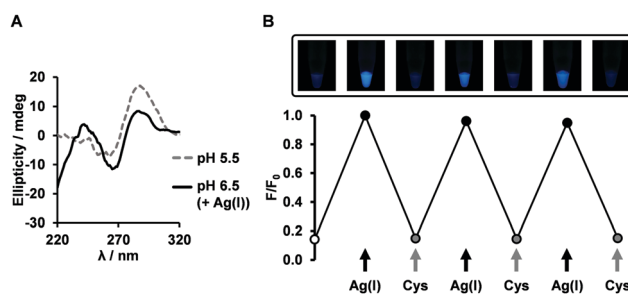 A
B
20
10
0
-10
-20
-30
Ellipticity / mdeg
220
270
320
λ / nm
pH 5.5
pH 6.5
(+ Ag(I))
1.0
0.8
0.6
0.4
0.2
0.0
F/F0
Ag(I) Cys Ag(I) Cys Ag(I) Cys